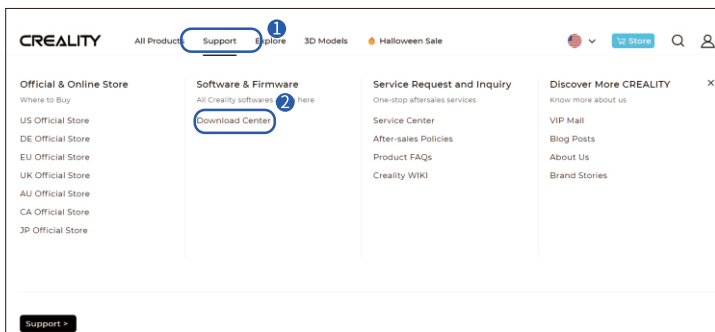 1
CREALITY
All Products Support Explore 3D Models Halloween Sale Store
Official & Online Store
Where to Buy
US Official Store
DE Official Store
EU Official Store
UK Official Store
AU Official Store
CA Official Store
JP Official Store
Software & Firmware
All Creality softwares here
2
Download Center
Service Request and Inquiry
One-stop aftersales services
Service Center
After-sales Policies
Product FAQs
Creality WIKI
Discover More CREALITY
Know more about us
VIP Mall
Blog Posts
About Us
Brand Stories
×
Support >